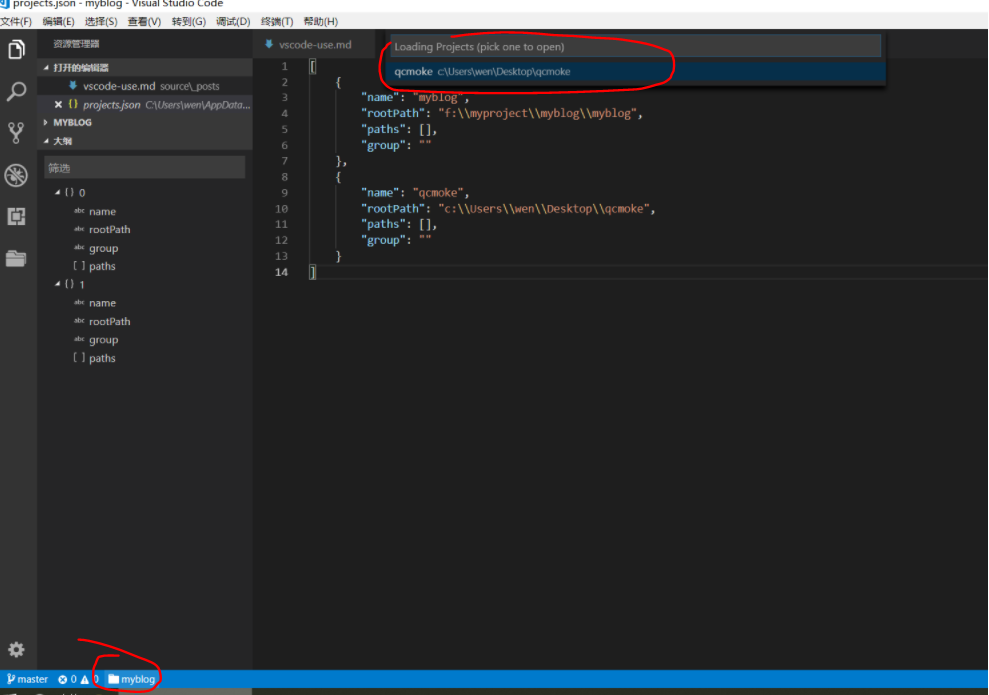 projects.json - myblog - Visual Studio Code
文件(F) 编辑(E) 选择(S) 查看(V) 转到(G) 调试(D) 终端(T) 帮助(H)
资源管理器
打开的编辑器
vscode-use.md source\_posts
projects.json C:\Users\wen\AppData...
MYBLOG
大纲
筛选
{} 0
abc name
abc rootPath
abc group
[ ] paths
{} 1
abc name
abc rootPath
abc group
[ ] paths
vscode-use.md
Loading Projects (pick one to open)
qcmoke c:\Users\wen\Desktop\qcmoke
1 [
2 {
3 "name": "myblog",
4 "rootPath": "f:\\myproject\\myblog\\myblog",
5 "paths": [],
6 "group": ""
7 },
8 {
9 "name": "qcmoke",
10 "rootPath": "c:\\Users\\wen\\Desktop\\qcmoke",
11 "paths": [],
12 "group": ""
13 }
14 ]
master 0 0 myblog